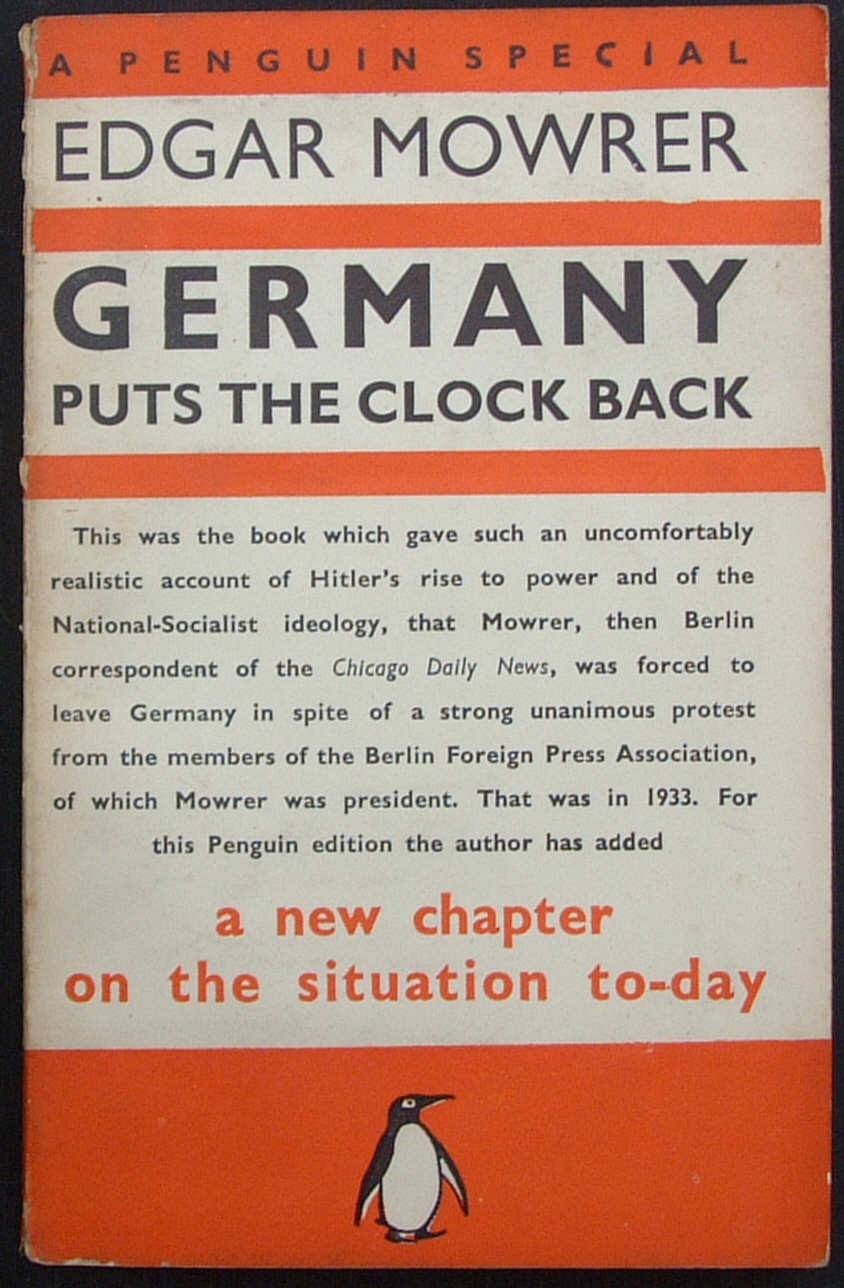 A PENGUIN SPECIAL
EDGAR MOWRER
GERMANY
PUTS THE CLOCK BACK
This was the book which gave such an uncomfortably
realistic account of Hitler's rise to power and of the
National-Socialist ideology, that Mowrer, then Berlin
correspondent of the Chicago Daily News, was forced to
leave Germany in spite of a strong unanimous protest
from the members of the Berlin Foreign Press Association,
of which Mowrer was president. That was in 1933. For
this Penguin edition the author has added
a new chapter
on the situation to-day